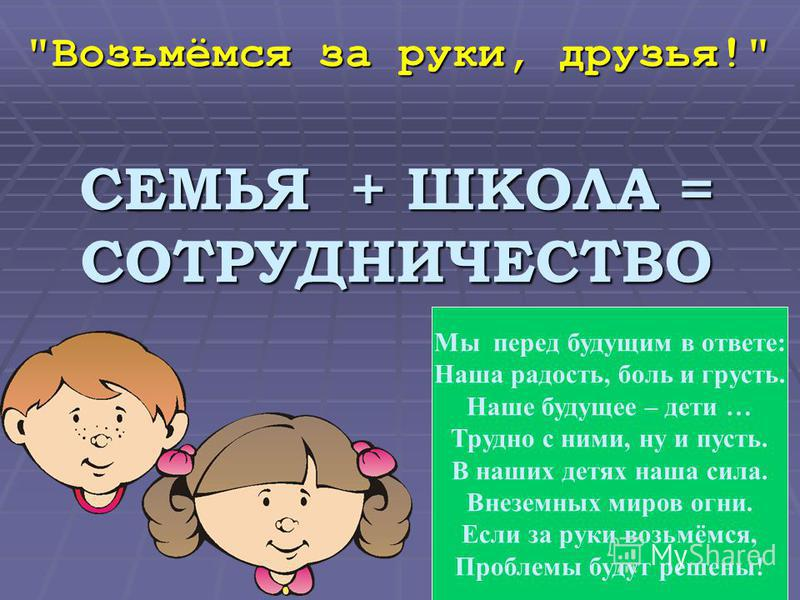 "Возьмёмся за руки, друзья!"
СЕМЬЯ + ШКОЛА =
СОТРУДНИЧЕСТВО
Мы перед будущим в ответе:
Наша радость, боль и грусть.
Наше будущее – дети …
Трудно с ними, ну и пусть.
В наших детях наша сила.
Внеземных миров огни.
Если за руки возьмёмся,
Проблемы будут решены!
MyShared